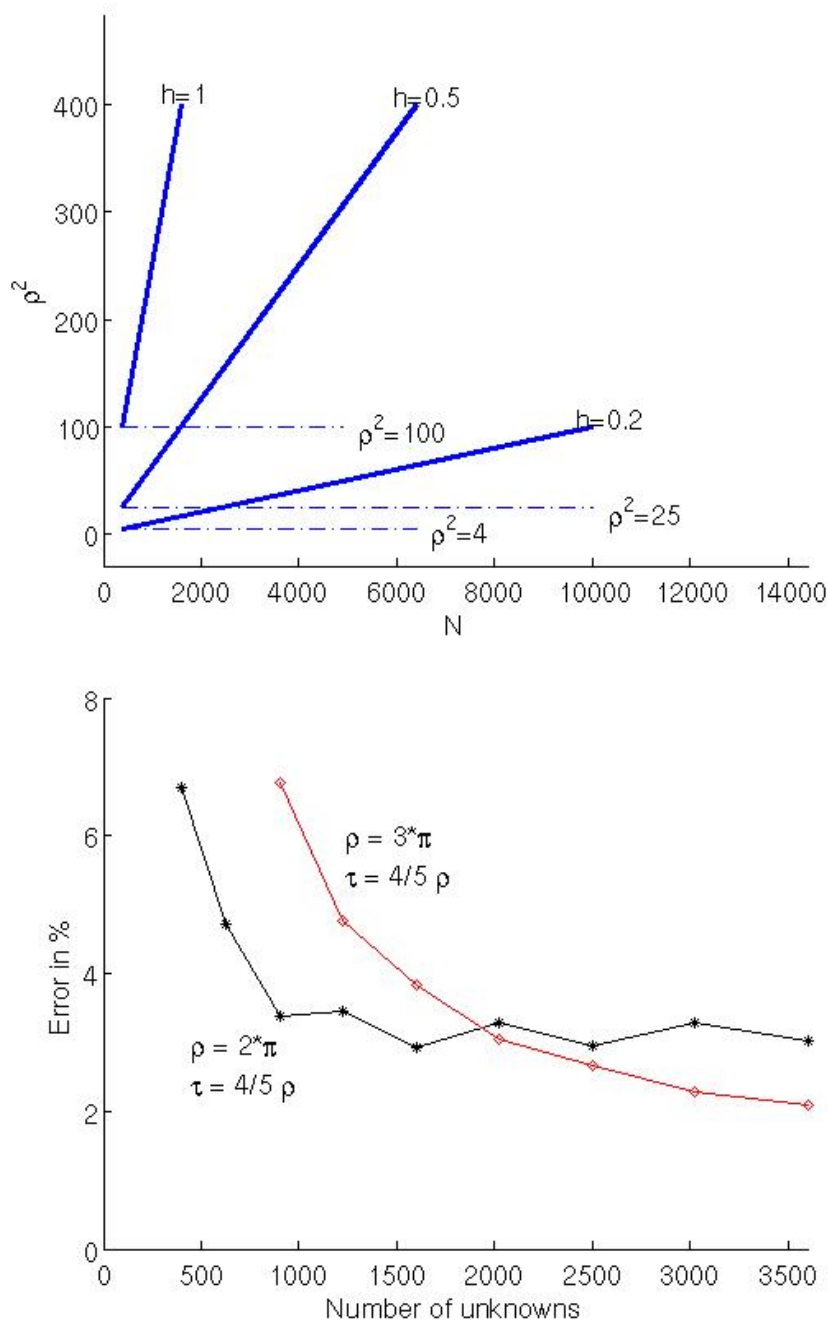 h=1
h=0.5
400
300
ρ²
200
100
ρ²=100
h=0.2
ρ²=25
0
ρ²=4
0 2000 4000 6000 8000 10000 12000 14000
N
8
6
ρ = 3*π
τ = 4/5 ρ
Error in %
4
ρ = 2*π
τ = 4/5 ρ
2
0
0 500 1000 1500 2000 2500 3000 3500
Number of unknowns